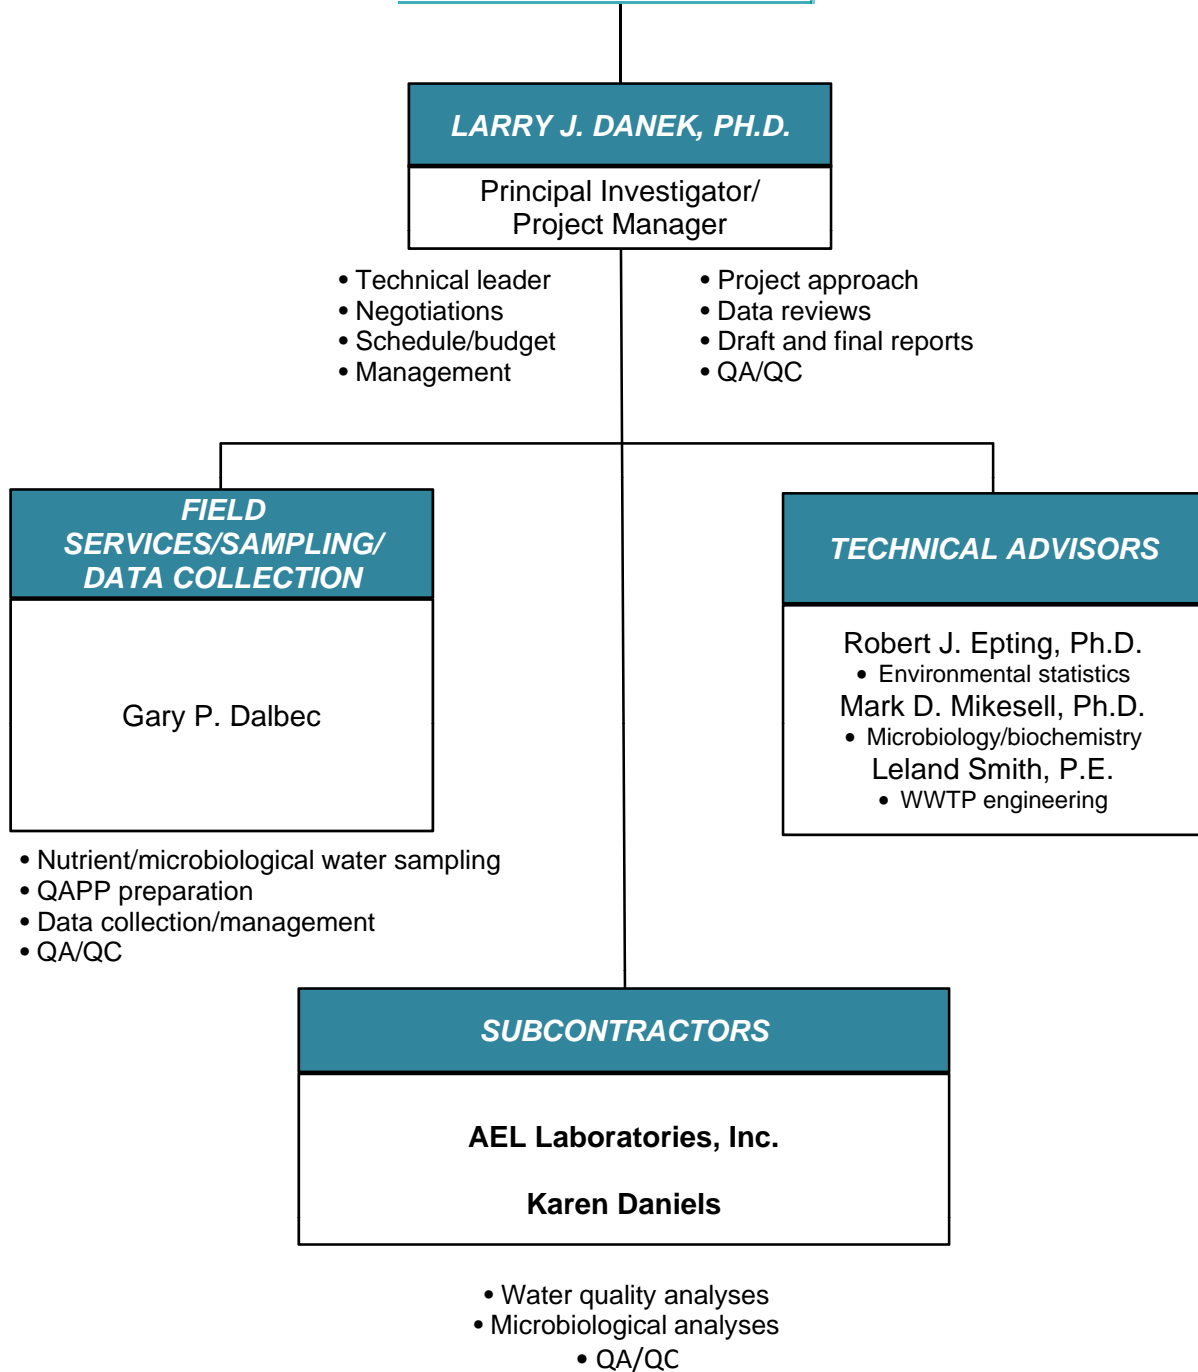 LARRY J. DANEK, PH.D.
Principal Investigator/
Project Manager
• Technical leader
• Negotiations
• Schedule/budget
• Management
• Project approach
• Data reviews
• Draft and final reports
• QA/QC
FIELD
SERVICES/SAMPLING/
DATA COLLECTION
Gary P. Dalbec
• Nutrient/microbiological water sampling
• QAPP preparation
• Data collection/management
• QA/QC
TECHNICAL ADVISORS
Robert J. Epting, Ph.D.
• Environmental statistics
Mark D. Mikesell, Ph.D.
• Microbiology/biochemistry
Leland Smith, P.E.
• WWTP engineering
SUBCONTRACTORS
AEL Laboratories, Inc.
Karen Daniels
• Water quality analyses
• Microbiological analyses
• QA/QC